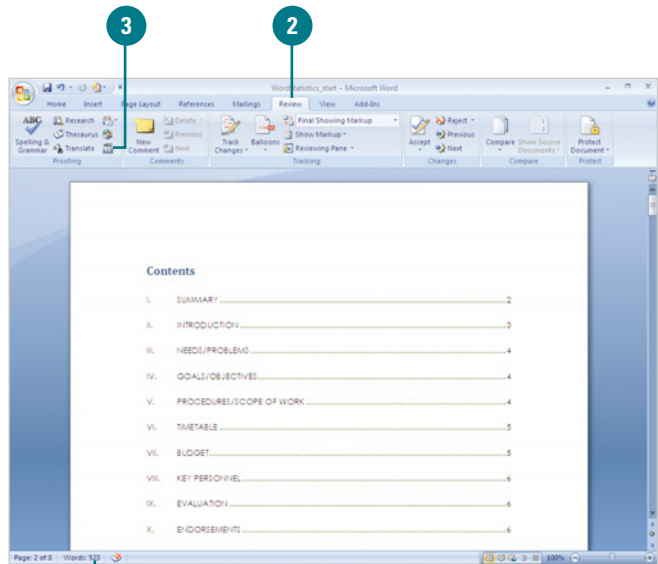 3 2
WordStatistics_start - Microsoft Word
Home Insert Page Layout References Mailings Review View Add-Ins
ABC Research Delete Final Showing Markup Reject
Spelling & Grammar Thesaurus New Comment Previous Track Changes Balloons Show Markup Accept Previous Compare Show Source Documents Protect Document
Translate Next Reviewing Pane Next
Proofing Comments Tracking Changes Compare Protect
Contents
I. SUMMARY 2
II. INTRODUCTION 3
III. NEEDS/PROBLEMS 4
IV. GOALS/OBJECTIVES 4
V. PROCEDURES/SCOPE OF WORK 4
VI. TIMETABLE 5
VII. BUDGET 5
VIII. KEY PERSONNEL 6
IX. EVALUATION 6
X. ENDORSEMENTS 6
Page: 2 of 8 Words: 523 100%